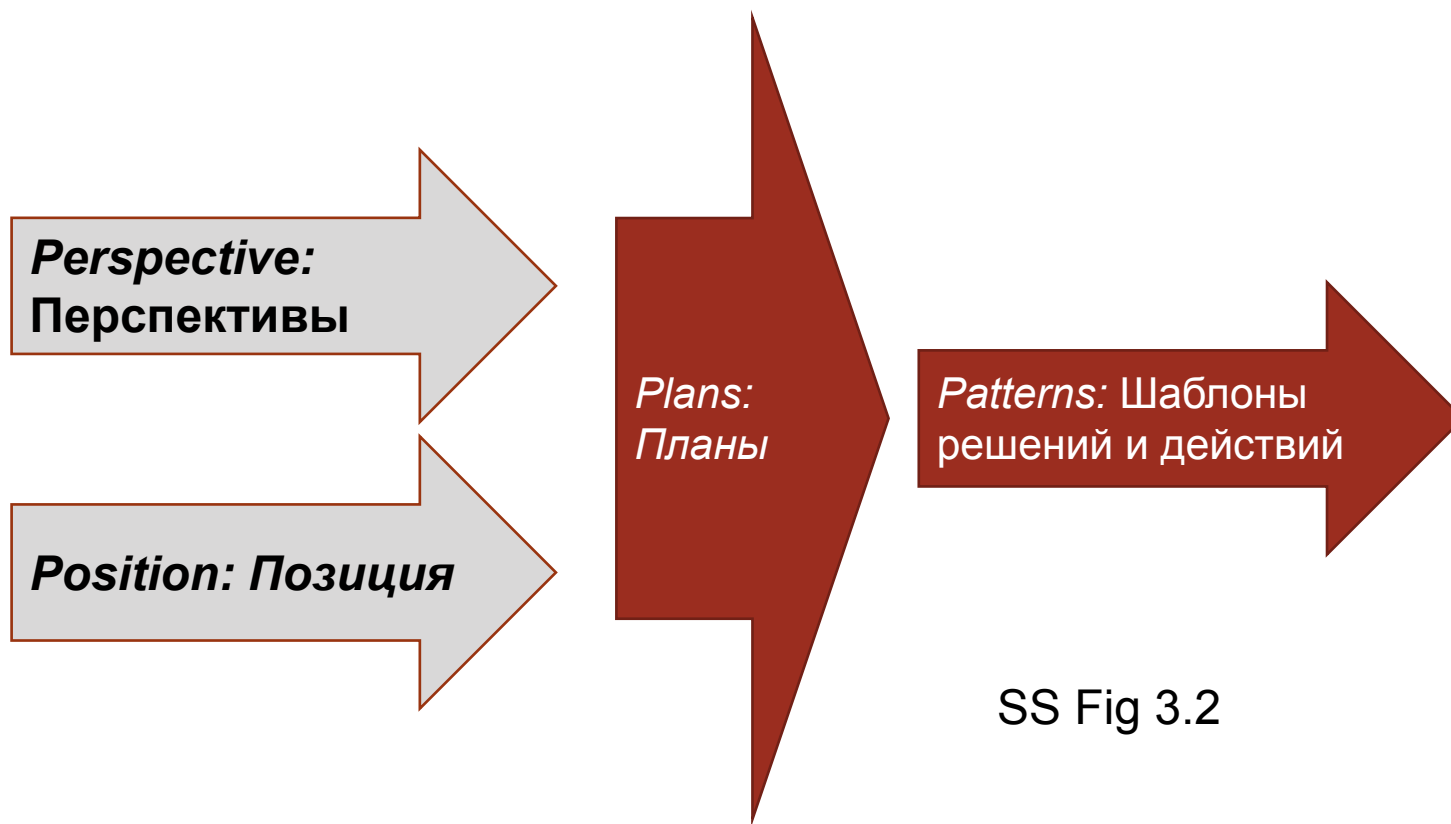 Perspective:
Перспективы
Position: Позиция
Plans:
Планы
Patterns: Шаблоны
решений и действий
SS Fig 3.2